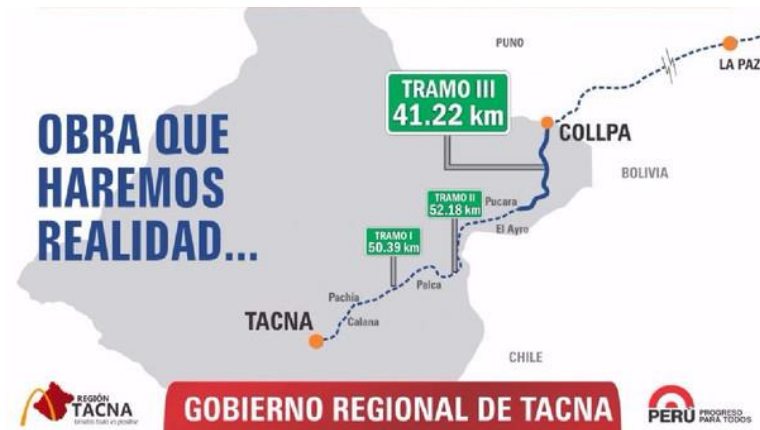 PUNO
LA PAZ
TRAMO III
41.22 km
COLLPA
OBRA QUE
HAREMOS
REALIDAD...
BOLIVIA
TRAMO II
52.18 km
Pucara
El Ayro
TRAMO I
50.39 km
Palca
Pachia
Calana
TACNA
CHILE
REGIÓN
TACNA
GOBIERNO REGIONAL DE TACNA
PERÚ
PROGRESO
PARA TODOS